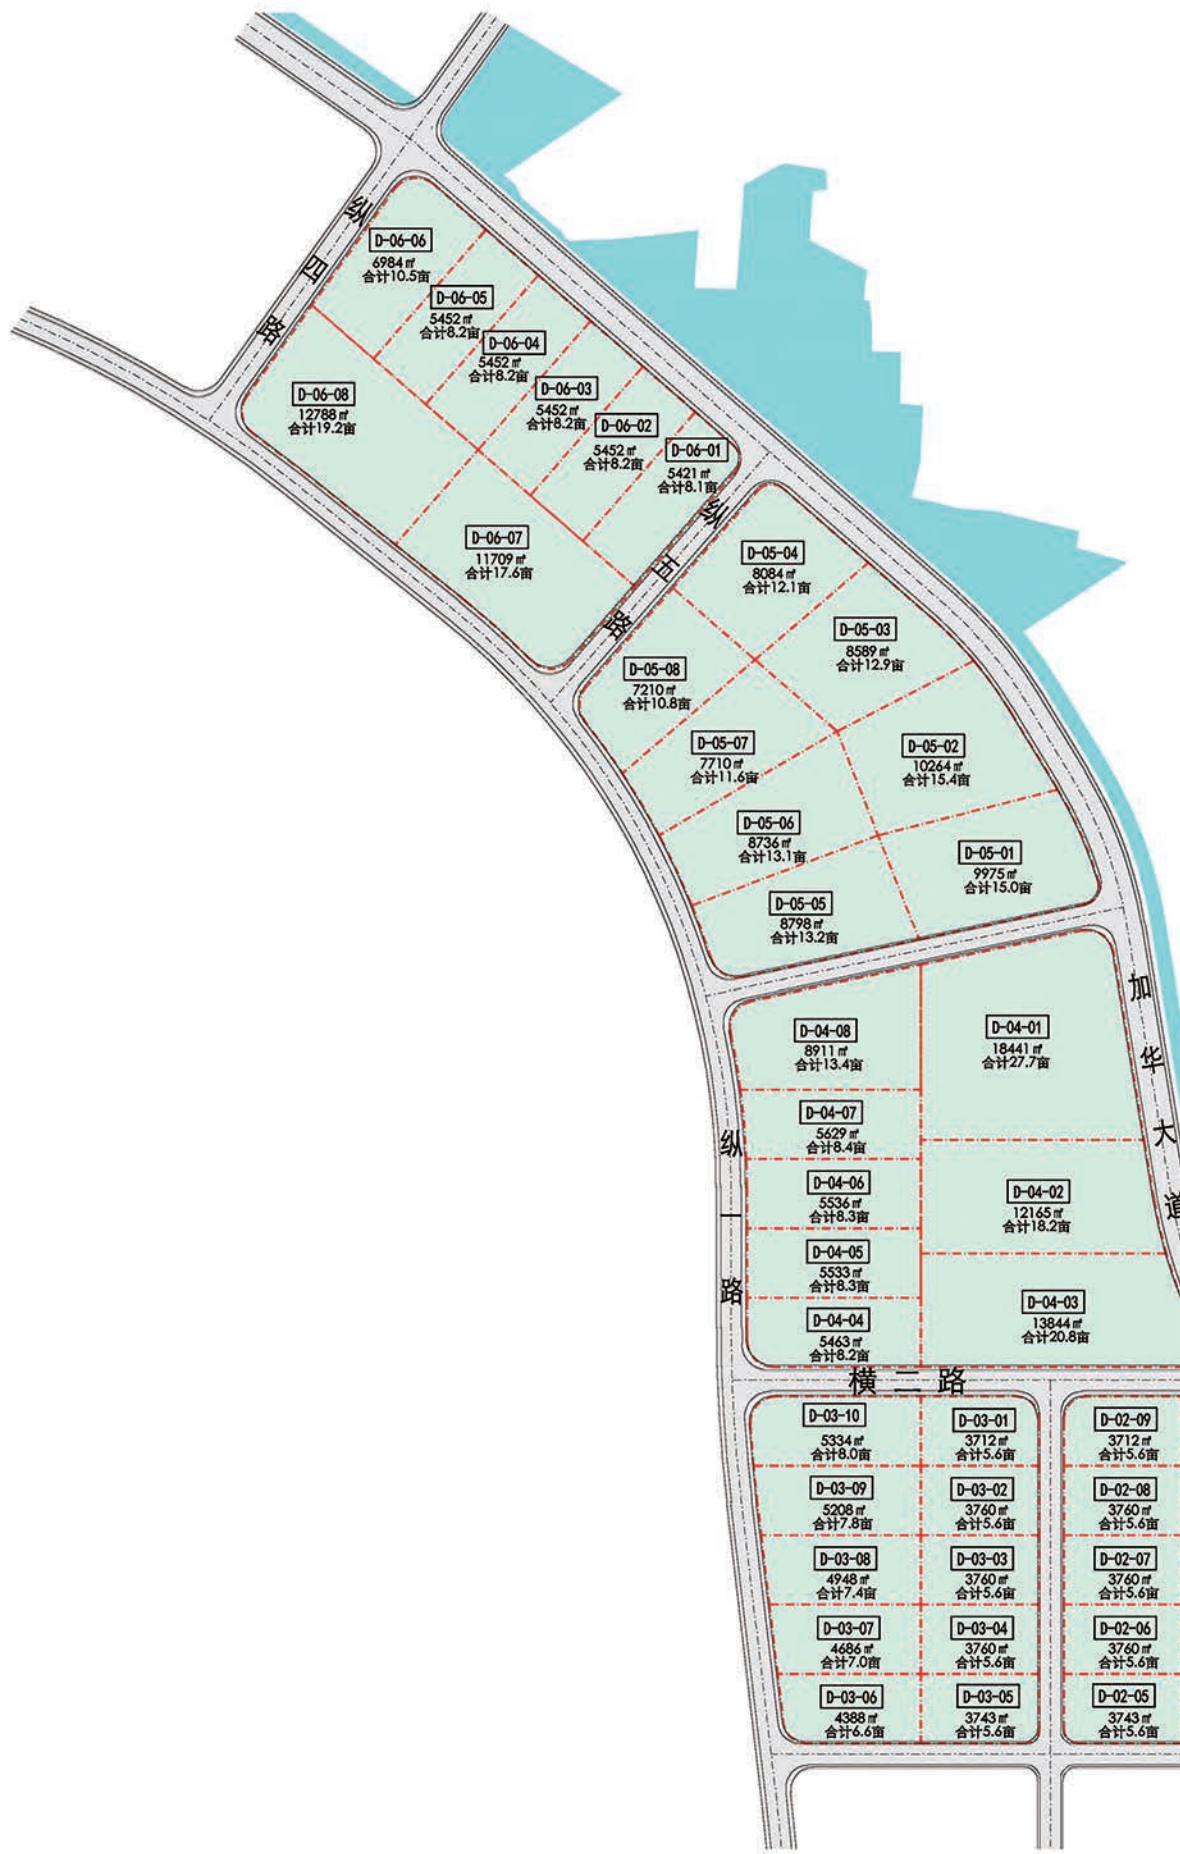 纵四路
D-06-06
6984㎡
合计10.5亩
D-06-05
5452㎡
合计8.2亩
D-06-04
5452㎡
合计8.2亩
D-06-03
5452㎡
合计8.2亩
D-06-02
5452㎡
合计8.2亩
D-06-01
5421㎡
合计8.1亩
D-06-08
12788㎡
合计19.2亩
D-06-07
11709㎡
合计17.6亩
纵五路
D-05-04
8084㎡
合计12.1亩
D-05-03
8589㎡
合计12.9亩
D-05-08
7210㎡
合计10.8亩
D-05-07
7710㎡
合计11.6亩
D-05-02
10264㎡
合计15.4亩
D-05-06
8736㎡
合计13.1亩
D-05-01
9975㎡
合计15.0亩
D-05-05
8798㎡
合计13.2亩
加华大道
D-04-08
8911㎡
合计13.4亩
D-04-01
18441㎡
合计27.7亩
D-04-07
5629㎡
合计8.4亩
纵一路
D-04-06
5536㎡
合计8.3亩
D-04-02
12165㎡
合计18.2亩
D-04-05
5533㎡
合计8.3亩
D-04-03
13844㎡
合计20.8亩
D-04-04
5463㎡
合计8.2亩
横二路
D-03-10
5334㎡
合计8.0亩
D-03-01
3712㎡
合计5.6亩
D-02-09
3712㎡
合计5.6亩
D-03-09
5208㎡
合计7.8亩
D-03-02
3760㎡
合计5.6亩
D-02-08
3760㎡
合计5.6亩
D-03-08
4948㎡
合计7.4亩
D-03-03
3760㎡
合计5.6亩
D-02-07
3760㎡
合计5.6亩
D-03-07
4686㎡
合计7.0亩
D-03-04
3760㎡
合计5.6亩
D-02-06
3760㎡
合计5.6亩
D-03-06
4388㎡
合计6.6亩
D-03-05
3743㎡
合计5.6亩
D-02-05
3743㎡
合计5.6亩